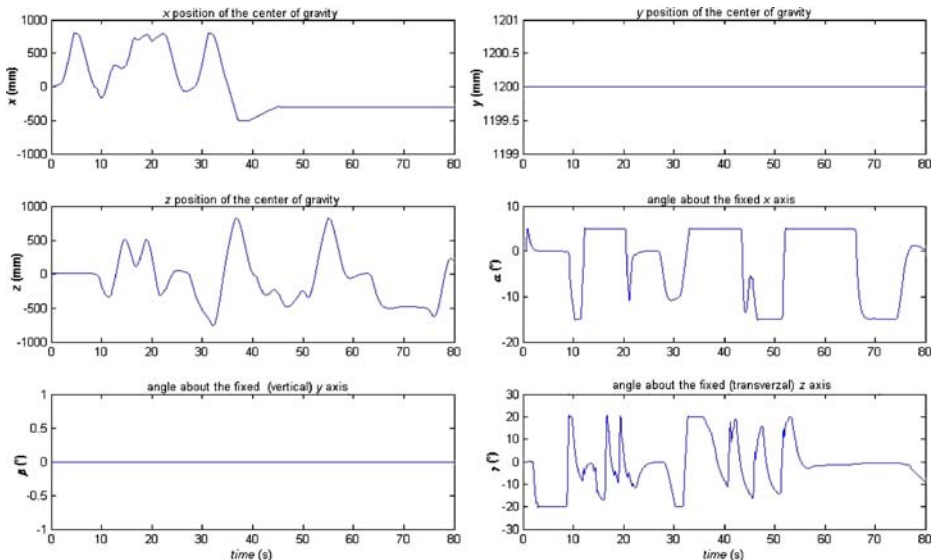 x position of the center of gravity
1000
500
0
-500
-1000
x (mm)
0 10 20 30 40 50 60 70 80
y position of the center of gravity
1201
1200.5
1200
1199.5
1199
y (mm)
0 10 20 30 40 50 60 70 80
z position of the center of gravity
1000
500
0
-500
-1000
z (mm)
0 10 20 30 40 50 60 70 80
angle about the fixed x axis
10
0
-10
-20
α (°)
0 10 20 30 40 50 60 70 80
angle about the fixed (vertical) y axis
1
0.5
0
-0.5
-1
β (°)
0 10 20 30 40 50 60 70 80
time (s)
angle about the fixed (transverzal) z axis
30
20
10
0
-10
-20
-30
γ (°)
0 10 20 30 40 50 60 70 80
time (s)